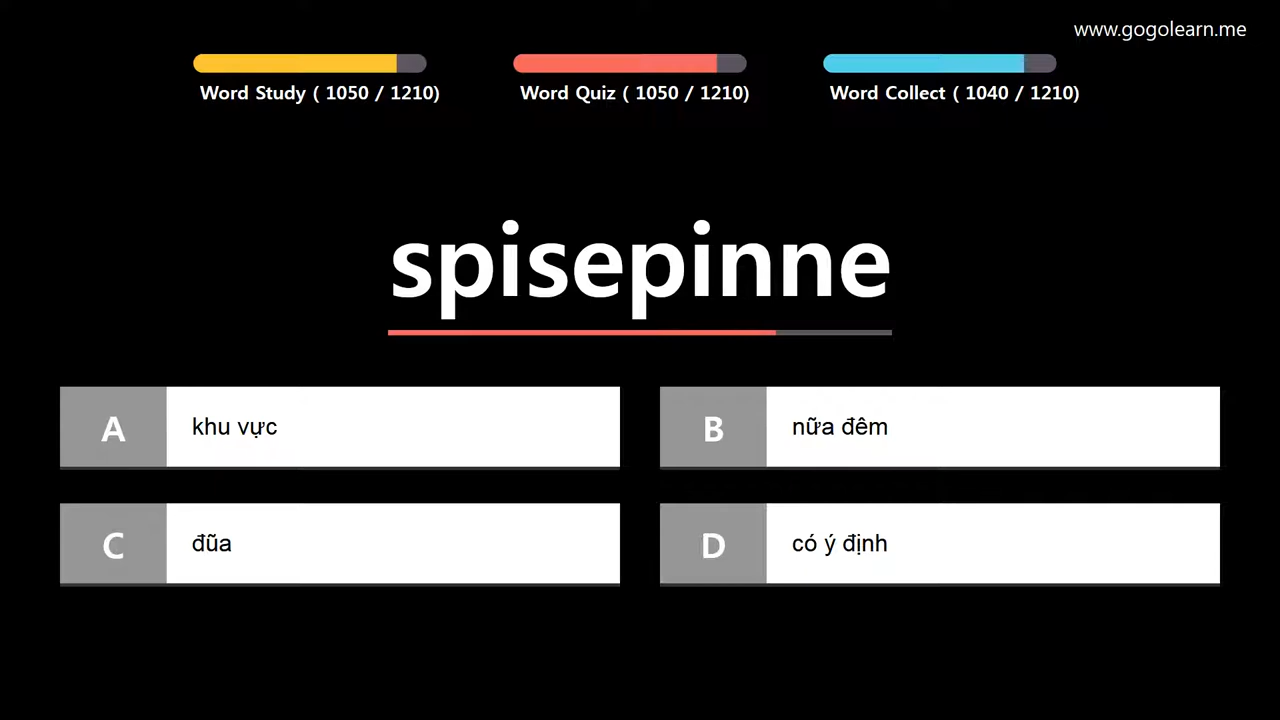 www.gogolearn.me
Word Study ( 1050 / 1210)
Word Quiz ( 1050 / 1210)
Word Collect ( 1040 / 1210)
spisepinne
A
khu vực
B
nữa đêm
C
đũa
D
có ý định